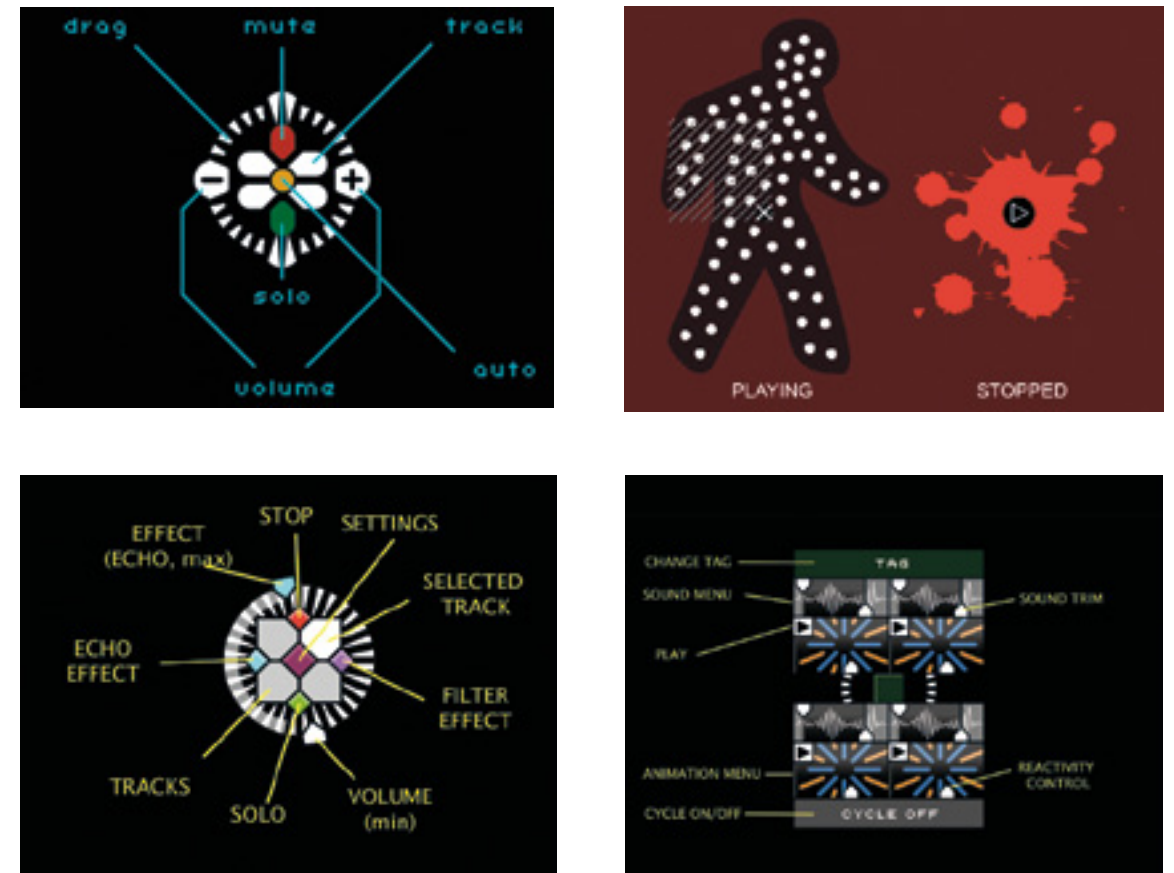 drag
mute
track
solo
volume
auto
PLAYING
STOPPED
EFFECT
(ECHO, max)
STOP
SETTINGS
SELECTED
TRACK
ECHO
EFFECT
FILTER
EFFECT
TRACKS
SOLO
VOLUME
(min)
CHANGE TAG
TAG
SOUND MENU
SOUND TRIM
PLAY
ANIMATION MENU
REACTIVITY
CONTROL
CYCLE ON/OFF
CYCLE OFF